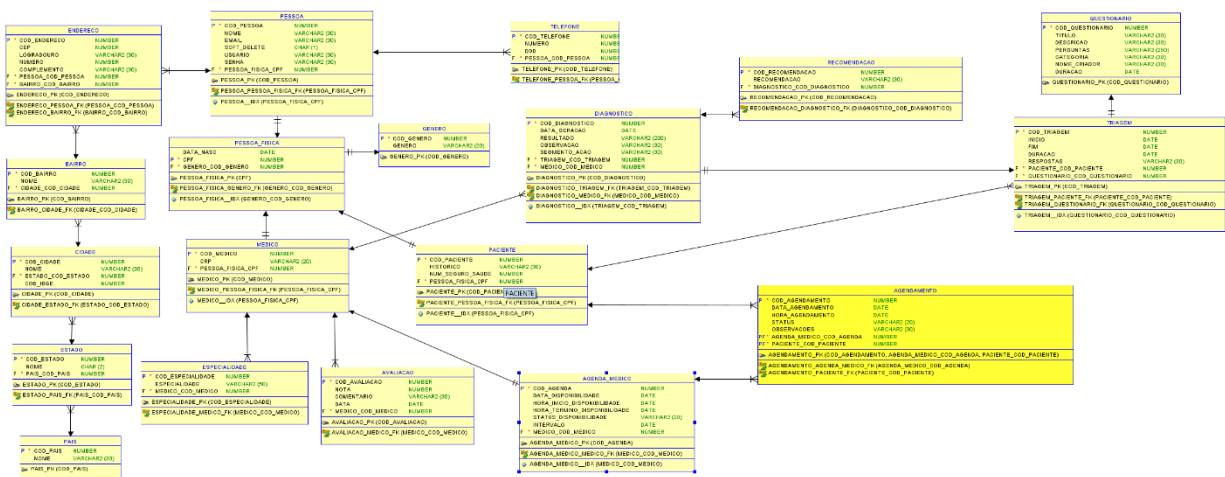 ENDERECO
P * COD_ENDERECO NUMBER
CEP NUMBER
LOGRADOURO VARCHAR2 (30)
NUMERO NUMBER
COMPLEMENTO VARCHAR2 (30)
F * PESSOA_COD_PESSOA NUMBER
F * BAIRRO_COD_BAIRRO NUMBER
ENDERECO_PK (COD_ENDERECO)
ENDERECO_PESSOA_FK (PESSOA_COD_PESSOA)
ENDERECO_BAIRRO_FK (BAIRRO_COD_BAIRRO)
PESSOA
P * COD_PESSOA NUMBER
NOME VARCHAR2 (30)
EMAIL VARCHAR2 (30)
SOFT_DELETE CHAR (1)
USUARIO VARCHAR2 (30)
SENHA VARCHAR2 (30)
F * PESSOA_FISICA_CPF NUMBER
PESSOA_PK (COD_PESSOA)
PESSOA_PESSOA_FISICA_FK (PESSOA_FISICA_CPF)
PESSOA__IDX (PESSOA_FISICA_CPF)
TELEFONE
P * COD_TELEFONE NUMBE
NUMERO NUMBE
DDD NUMBE
F * PESSOA_COD_PESSOA NUMBE
TELEFONE_PK (COD_TELEFONE)
TELEFONE_PESSOA_FK (PESSOA_
QUESTIONARIO
P * COD_QUESTIONARIO NUMBER
TITULO VARCHAR2 (30)
DESCRICAO VARCHAR2 (30)
PERGUNTAS VARCHAR2 (250)
CATEGORIA VARCHAR2 (30)
NOME_CRIADOR VARCHAR2 (30)
DURACAO DATE
QUESTIONARIO_PK (COD_QUESTIONARIO)
RECOMENDACAO
P * COD_RECOMENDACAO NUMBER
RECOMENDACAO VARCHAR2 (90)
F * DIAGNOSTICO_COD_DIAGNOSTICO NUMBER
RECOMENDACAO_PK (COD_RECOMENDACAO)
RECOMENDACAO_DIAGNOSTICO_FK (DIAGNOSTICO_COD_DIAGNOSTICO)
DIAGNOSTICO
P * COD_DIAGNOSTICO NUMBER
DATA_GERACAO DATE
RESULTADO VARCHAR2 (200)
OBSERVACAO VARCHAR2 (30)
SEGMENTO_ACAO VARCHAR2 (30)
F * TRIAGEM_COD_TRIAGEM NUMBER
F * MEDICO_COD_MEDICO NUMBER
DIAGNOSTICO_PK (COD_DIAGNOSTICO)
DIAGNOSTICO_TRIAGEM_FK (TRIAGEM_COD_TRIAGEM)
DIAGNOSTICO_MEDICO_FK (MEDICO_COD_MEDICO)
DIAGNOSTICO__IDX (TRIAGEM_COD_TRIAGEM)
TRIAGEM
P * COD_TRIAGEM NUMBER
INICIO DATE
FIM DATE
DURACAO DATE
RESPOSTAS VARCHAR2 (200)
F * PACIENTE_COD_PACIENTE NUMBER
F * QUESTIONARIO_COD_QUESTIONARIO NUMBER
TRIAGEM_PK (COD_TRIAGEM)
TRIAGEM_PACIENTE_FK (PACIENTE_COD_PACIENTE)
TRIAGEM_QUESTIONARIO_FK (QUESTIONARIO_COD_QUESTIONARIO)
TRIAGEM__IDX (QUESTIONARIO_COD_QUESTIONARIO)
GENERO
P * COD_GENERO NUMBER
GENERO VARCHAR2 (20)
GENERO_PK (COD_GENERO)
PESSOA_FISICA
DATA_NASC DATE
P * CPF NUMBER
F * GENERO_COD_GENERO NUMBER
PESSOA_FISICA_PK (CPF)
PESSOA_FISICA_GENERO_FK (GENERO_COD_GENERO)
PESSOA_FISICA__IDX (GENERO_COD_GENERO)
BAIRRO
P * COD_BAIRRO NUMBER
NOME VARCHAR2 (30)
F * CIDADE_COD_CIDADE NUMBER
BAIRRO_PK (COD_BAIRRO)
BAIRRO_CIDADE_FK (CIDADE_COD_CIDADE)
CIDADE
P * COD_CIDADE NUMBER
NOME VARCHAR2 (30)
F * ESTADO_COD_ESTADO NUMBER
COD_IBGE NUMBER
CIDADE_PK (COD_CIDADE)
CIDADE_ESTADO_FK (ESTADO_COD_ESTADO)
MEDICO
P * COD_MEDICO NUMBER
CRP VARCHAR2 (20)
F * PESSOA_FISICA_CPF NUMBER
MEDICO_PK (COD_MEDICO)
MEDICO_PESSOA_FISICA_FK (PESSOA_FISICA_CPF)
MEDICO__IDX (PESSOA_FISICA_CPF)
PACIENTE
P * COD_PACIENTE NUMBER
HISTORICO VARCHAR2 (90)
NUM_SEGURO_SAUDE NUMBER
F * PESSOA_FISICA_CPF NUMBER
PACIENTE_PK (COD_PACIEN
PACIENTE
PACIENTE_PESSOA_FISICA_FK (PESSOA_FISICA_CPF)
PACIENTE__IDX (PESSOA_FISICA_CPF)
AGENDAMENTO
P * COD_AGENDAMENTO NUMBER
DATA_AGENDAMENTO DATE
HORA_AGENDAMENTO DATE
STATUS VARCHAR2 (20)
OBSERVACOES VARCHAR2 (30)
PF* AGENDA_MEDICO_COD_AGENDA NUMBER
PF* PACIENTE_COD_PACIENTE NUMBER
AGENDAMENTO_PK (COD_AGENDAMENTO, AGENDA_MEDICO_COD_AGENDA, PACIENTE_COD_PACIENTE)
AGENDAMENTO_AGENDA_MEDICO_FK (AGENDA_MEDICO_COD_AGENDA)
AGENDAMENTO_PACIENTE_FK (PACIENTE_COD_PACIENTE)
ESTADO
P * COD_ESTADO NUMBER
NOME CHAR (2)
F * PAIS_COD_PAIS NUMBER
ESTADO_PK (COD_ESTADO)
ESTADO_PAIS_FK (PAIS_COD_PAIS)
ESPECIALIDADE
P * COD_ESPECIALIDADE NUMBER
ESPECIALIDADE VARCHAR2 (50)
F * MEDICO_COD_MEDICO NUMBER
ESPECIALIDADE_PK (COD_ESPECIALIDADE)
ESPECIALIDADE_MEDICO_FK (MEDICO_COD_MEDICO)
AVALIACAO
P * COD_AVALIACAO NUMBER
NOTA NUMBER
COMENTARIO VARCHAR2 (30)
DATA DATE
F * MEDICO_COD_MEDICO NUMBER
AVALIACAO_PK (COD_AVALIACAO)
AVALIACAO_MEDICO_FK (MEDICO_COD_MEDICO)
AGENDA_MEDICO
P * COD_AGENDA NUMBER
DATA_DISPONIBILIDADE DATE
HORA_INICIO_DISPONIBILIDADE DATE
HORA_TERMINO_DISPONIBILIDADE DATE
STATES_DISPONIBILIDADE VARCHAR2 (20)
INTERVALO DATE
F * MEDICO_COD_MEDICO NUMBER
AGENDA_MEDICO_PK (COD_AGENDA)
AGENDA_MEDICO_MEDICO_FK (MEDICO_COD_MEDICO)
AGENDA_MEDICO__IDX (MEDICO_COD_MEDICO)
PAIS
P * COD_PAIS NUMBER
NOME VARCHAR2 (30)
PAIS_PK (COD_PAIS)